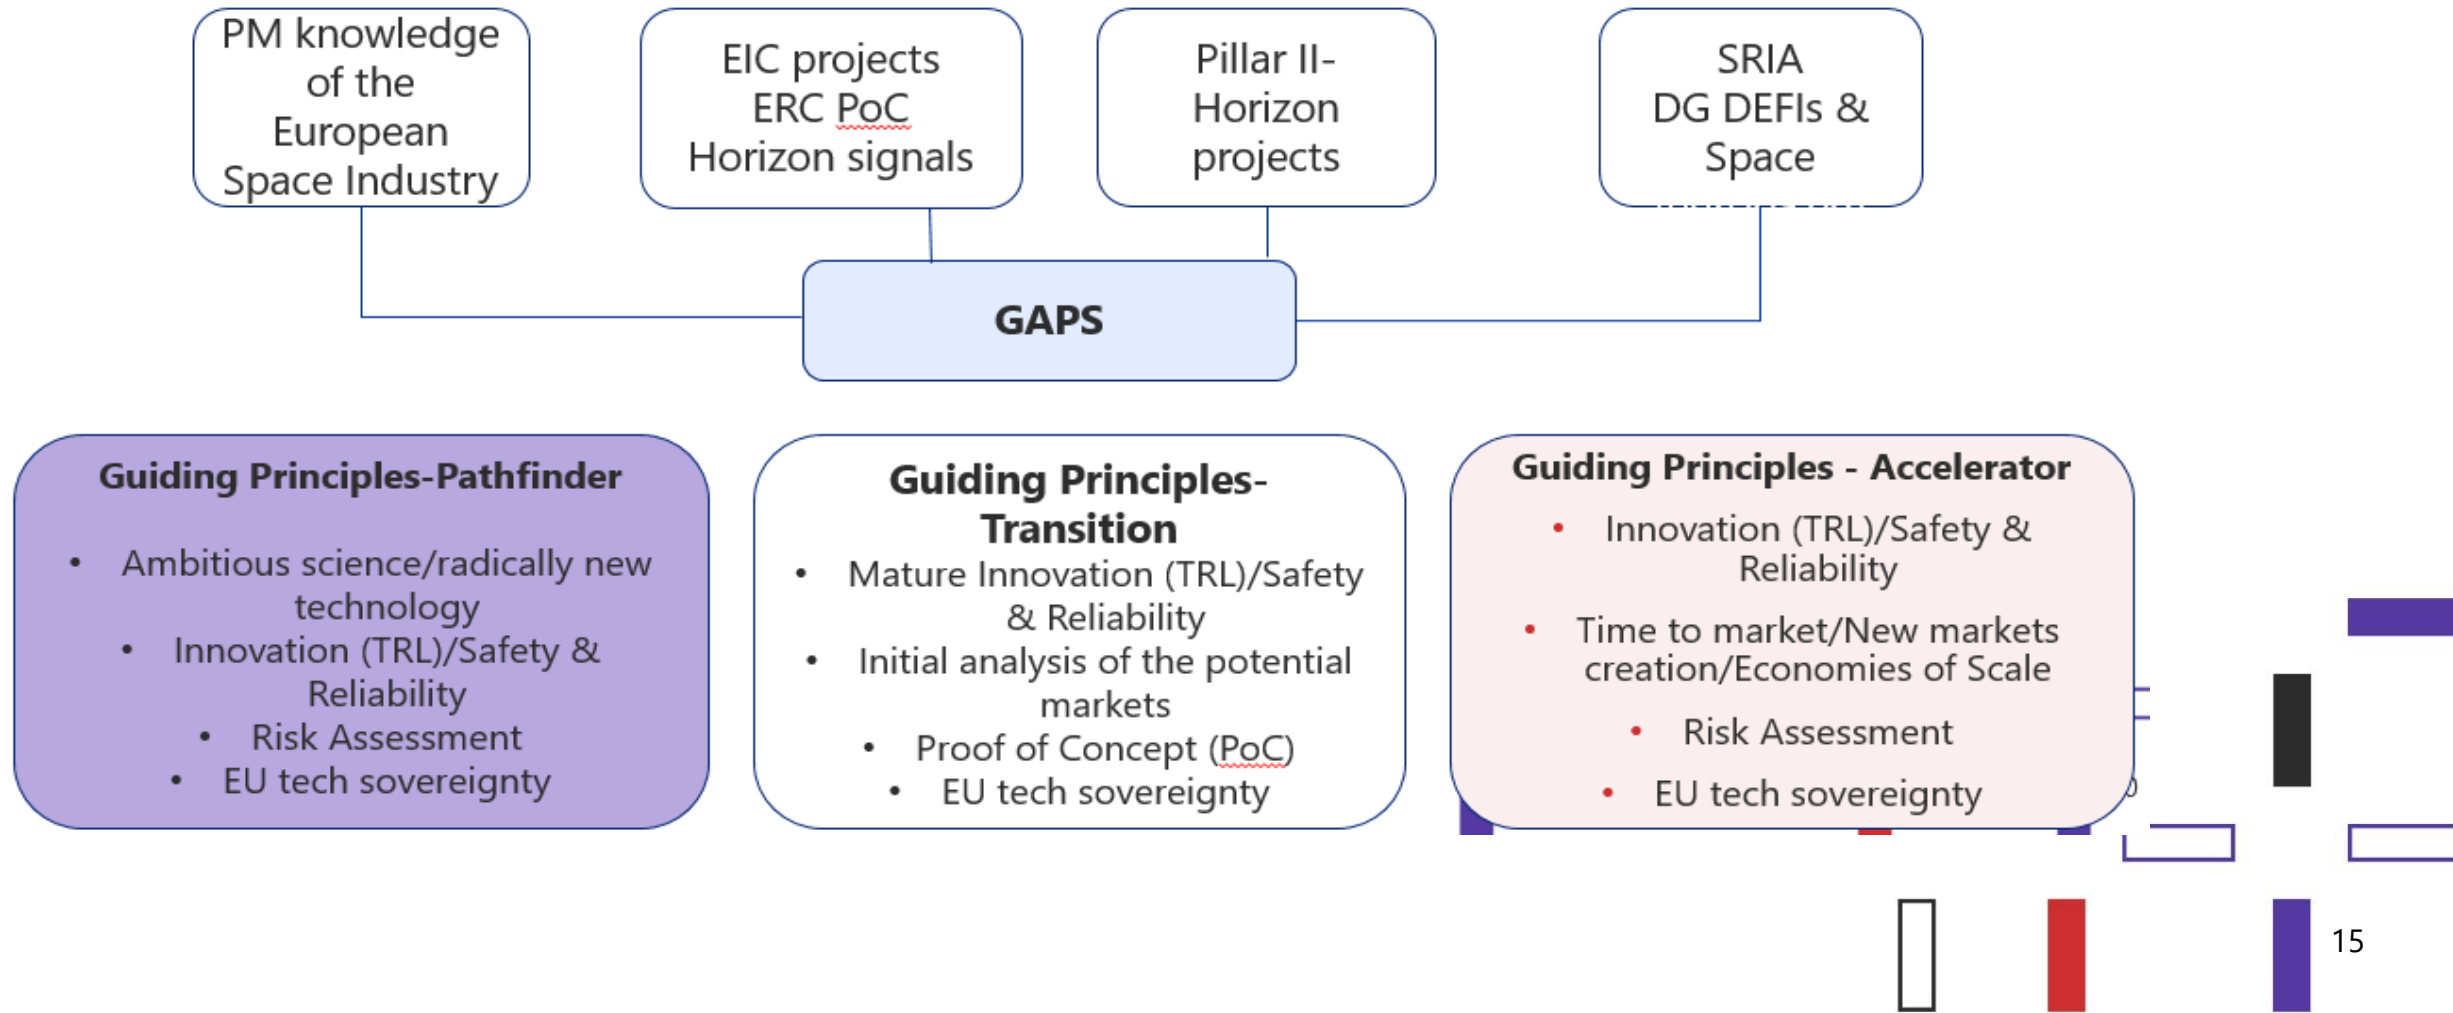 PM knowledge
of the
European
Space Industry
EIC projects
ERC PoC
Horizon signals
Pillar II-
Horizon
projects
SRIA
DG DEFIs &
Space
GAPS
Guiding Principles-Pathfinder
• Ambitious science/radically new
technology
• Innovation (TRL)/Safety &
Reliability
• Risk Assessment
• EU tech sovereignty
Guiding Principles-
Transition
• Mature Innovation (TRL)/Safety
& Reliability
• Initial analysis of the potential
markets
• Proof of Concept (PoC)
• EU tech sovereignty
Guiding Principles - Accelerator
• Innovation (TRL)/Safety &
Reliability
• Time to market/New markets
creation/Economies of Scale
• Risk Assessment
• EU tech sovereignty
15